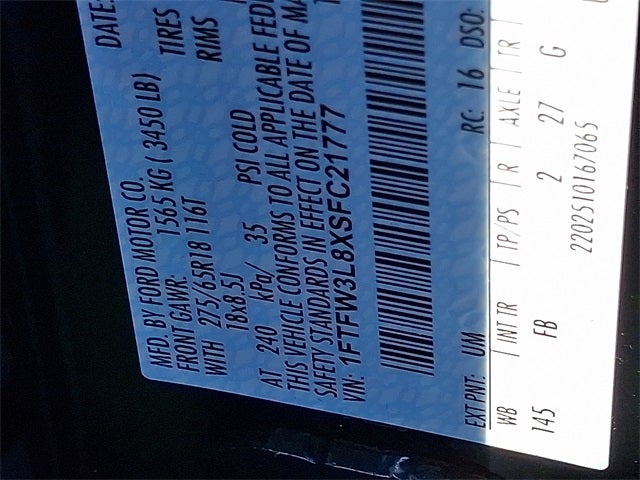 MFD. BY FORD MOTOR CO.
DATE:
FRONT GAWR: 1565 KG ( 3450 LB)
WITH 275/65R18 116T TIRES
18x8.5J RIMS
AT 240 kPa/ 35 PSI COLD
THIS VEHICLE CONFORMS TO ALL APPLICABLE
SAFETY STANDARDS IN EFFECT ON THE DATE OF
VIN: 1FTFW3L8XSFC21777
EXT PNT: UM RC: 16 DSO:
WB INT TR TP/PS R AXLE TR
145 FB 2 27 G
2202510167065